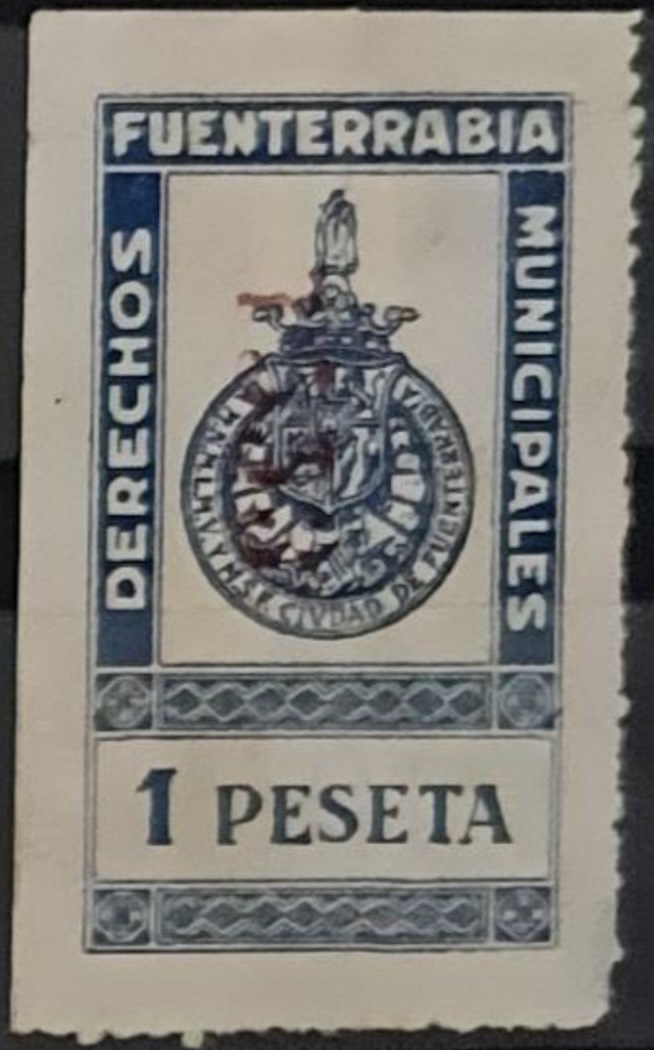 FUENTERRABIA
DERECHOS
MUNICIPALES
CIVDAD DE FUENTERRABIA
1 PESETA